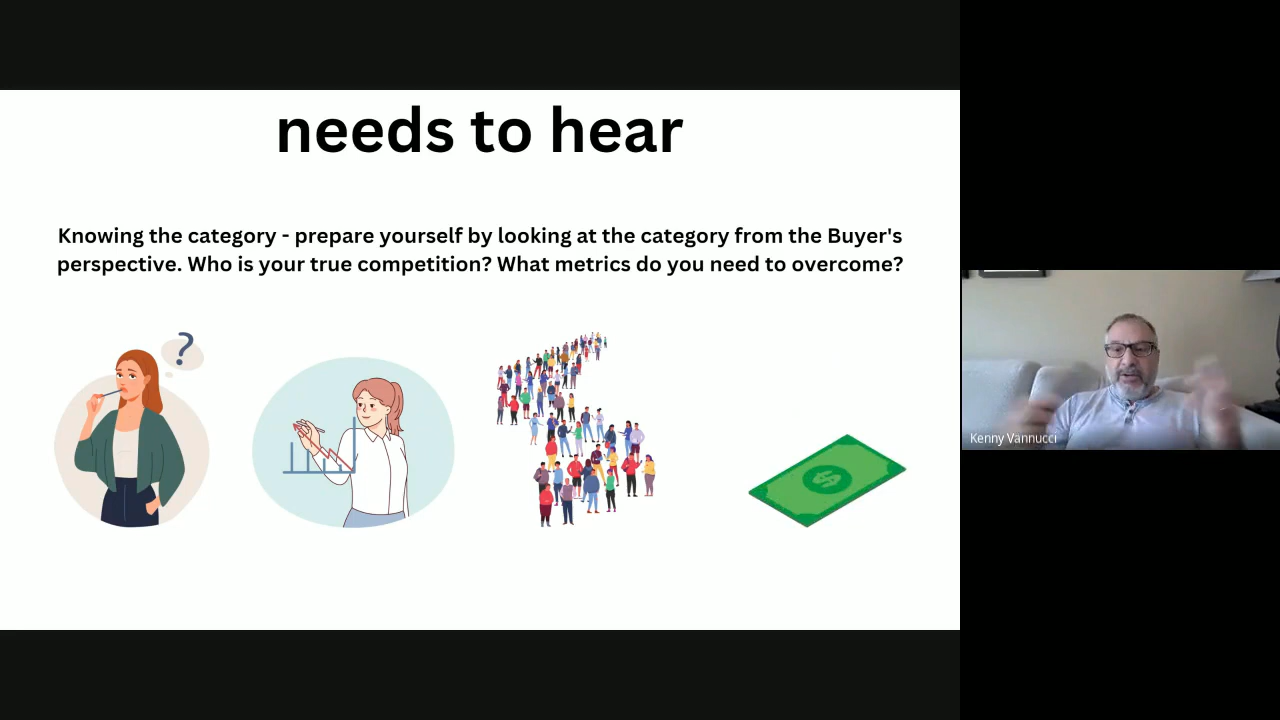 needs to hear
Knowing the category - prepare yourself by looking at the category from the Buyer's
perspective. Who is your true competition? What metrics do you need to overcome?
?
$
Kenny Vannucci